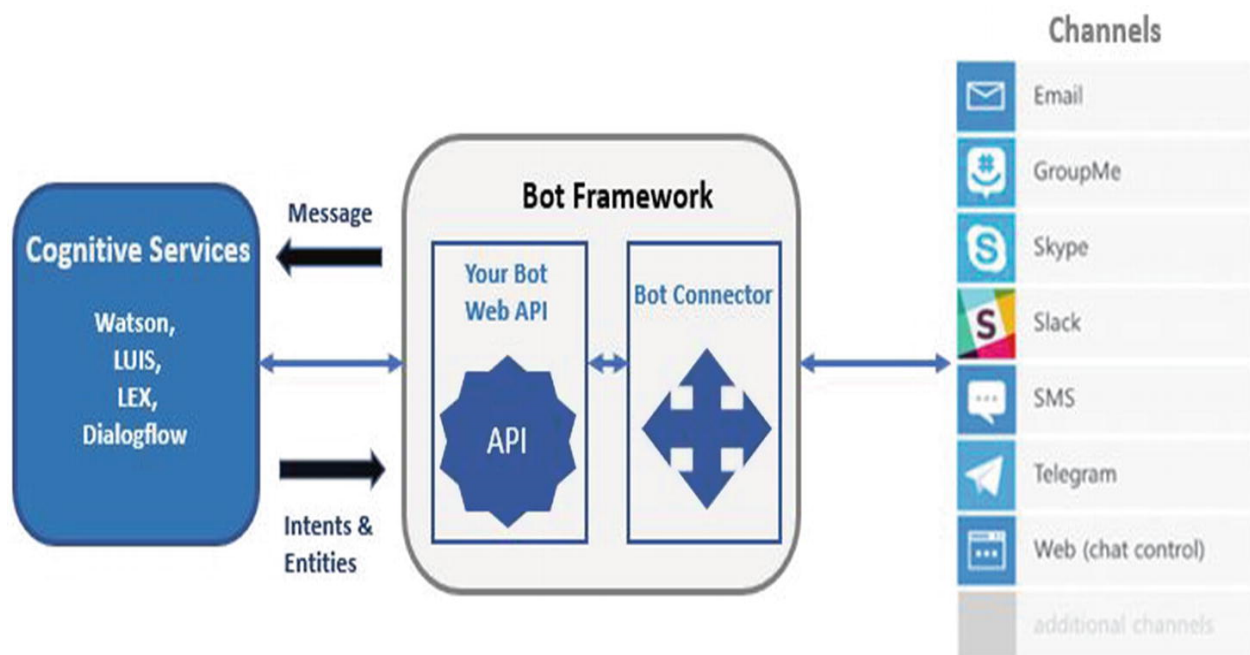 Cognitive Services
Watson,
LUIS,
LEX,
Dialogflow
Message
Intents &
Entities
Bot Framework
Your Bot
Web API
API
Bot Connector
Channels
Email
GroupMe
Skype
Slack
SMS
Telegram
Web (chat control)
additional channels